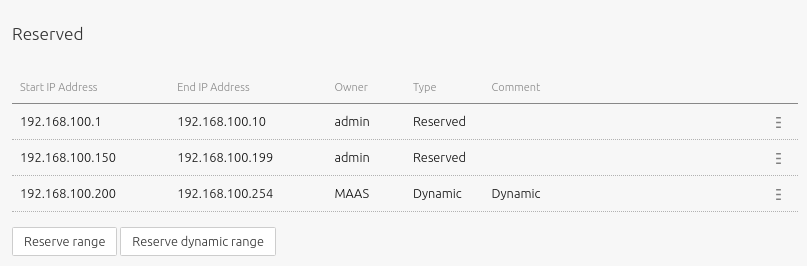 Reserved
Start IP Address End IP Address Owner Type Comment
192.168.100.1 192.168.100.10 admin Reserved
192.168.100.150 192.168.100.199 admin Reserved
192.168.100.200 192.168.100.254 MAAS Dynamic Dynamic
Reserve range Reserve dynamic range